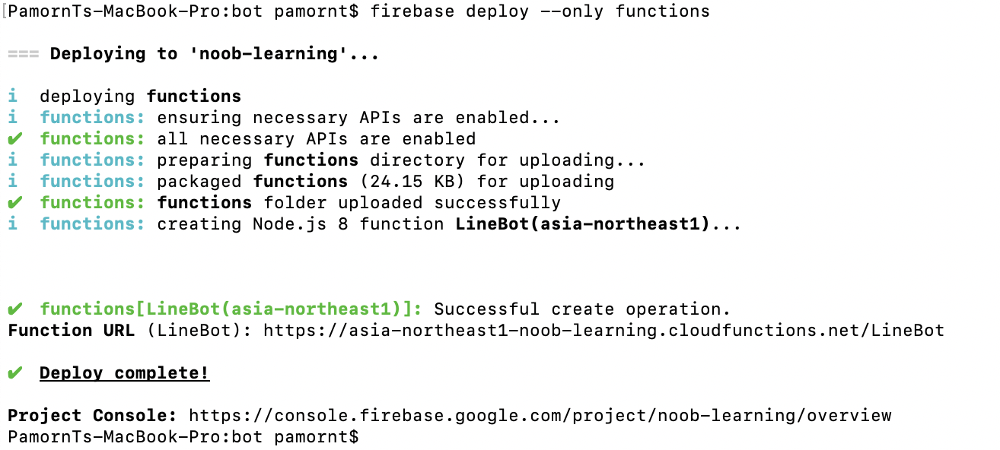 [PamornTs-MacBook-Pro:bot pamornt$ firebase deploy --only functions
=== Deploying to 'noob-learning'...
i  deploying functions
i  functions: ensuring necessary APIs are enabled...
✔  functions: all necessary APIs are enabled
i  functions: preparing functions directory for uploading...
i  functions: packaged functions (24.15 KB) for uploading
✔  functions: functions folder uploaded successfully
i  functions: creating Node.js 8 function LineBot(asia-northeast1)...
✔  functions[LineBot(asia-northeast1)]: Successful create operation.
Function URL (LineBot): https://asia-northeast1-noob-learning.cloudfunctions.net/LineBot
✔  Deploy complete!
Project Console: https://console.firebase.google.com/project/noob-learning/overview
PamornTs-MacBook-Pro:bot pamornt$